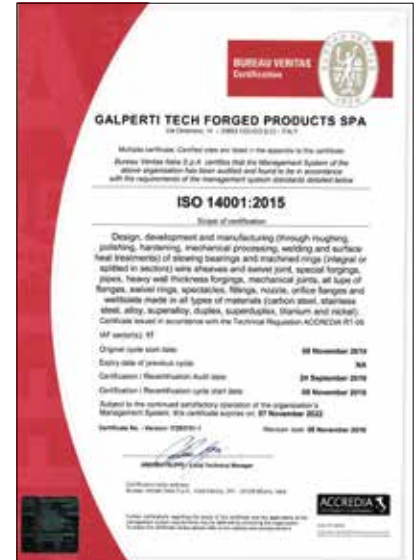 BUREAU VERITAS
Certification
GALPERTI TECH FORGED PRODUCTS SPA
Multiple certificate. Certified sites are listed in the appendix to this certificate
Bureau Veritas Italia S.p.A. certifies that the Management System of the
above organisation has been audited and found to be in accordance
with the requirements of the management system standards detailed below
ISO 14001:2015
Scope of certification
Design, development and manufacturing (through roughing,
polishing, hardening, mechanical processing, welding and surface
heat treatments) of slewing bearings and machined rings (integral or
splitted in sectors) wire sheaves and swivel joint, special forgings,
pipes, heavy wall thickness forgings, mechanical joints, all type of
flanges, swivel rings, spectacles, fittings, nozzle, orifice flanges and
weldolets made in all types of materials (carbon steel, stainless
steel, alloy, superalloy, duplex, superduplex, titanium and nickel).
Certificate issued in accordance with the Technical Regulation ACCREDIA RT-09
IAF sector(s): 17
Original cycle start date: 08 November 2019
Expiry date of previous cycle: NA
Certification / Recertification Audit date: 24 September 2019
Certification / Recertification cycle start date: 08 November 2019
Subject to the continued satisfactory operation of the organization's
Management System, this certificate expires on: 07 November 2022
Certificate No. - Version: Revision date: 08 November 2019
Local Technical Manager
ACCREDIA